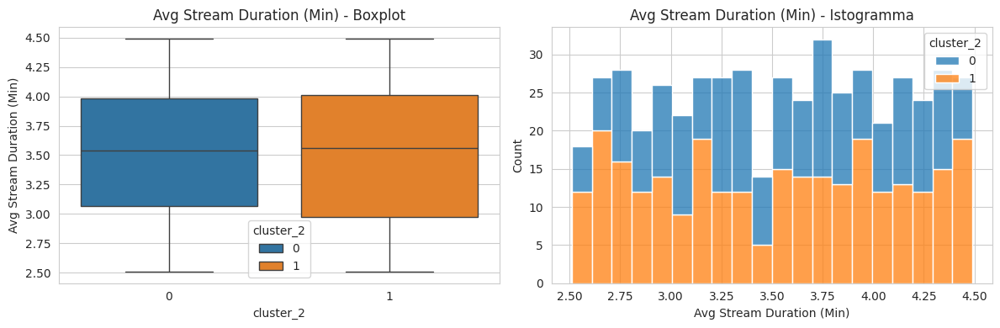 Avg Stream Duration (Min) - Boxplot
Avg Stream Duration (Min)
4.50
4.25
4.00
3.75
3.50
3.25
3.00
2.75
2.50
cluster_2
0
1
0 1
cluster_2
Avg Stream Duration (Min) - Istogramma
Count
30
25
20
15
10
5
0
cluster_2
0
1
2.50 2.75 3.00 3.25 3.50 3.75 4.00 4.25 4.50
Avg Stream Duration (Min)